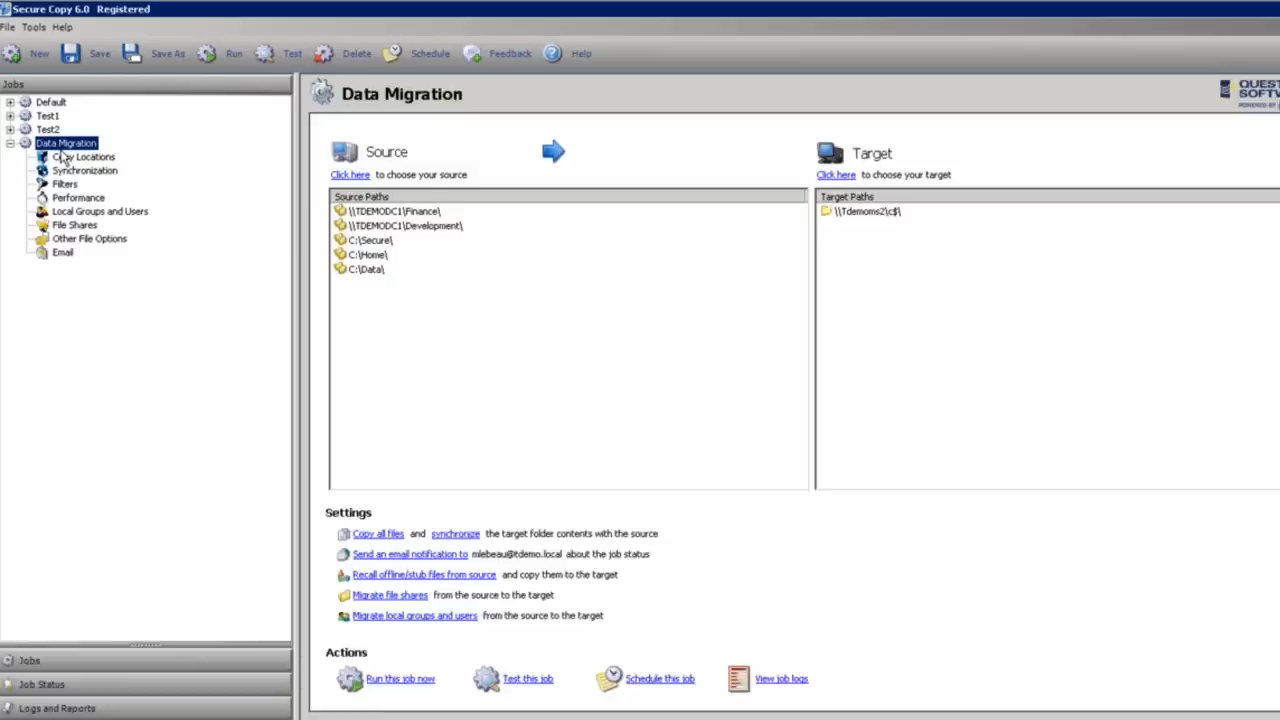 Secure Copy 6.0 Registered
File Tools Help
New Save Save As Run Test Delete Schedule Feedback Help
Jobs
Default
Test1
Test2
Data Migration
Copy Locations
Synchronization
Filters
Performance
Local Groups and Users
File Shares
Other File Options
Email
Jobs
Job Status
Logs and Reports
Data Migration
QUEST
SOFTW
POWERED BY
Source
Click here to choose your source
Source Paths
\\TDEMODC1\Finance\
\\TDEMODC1\Development\
C:\Secure\
C:\Home\
C:\Data\
Target
Click here to choose your target
Target Paths
\\Tdemoms2\c$\
Settings
Copy all files and synchronize the target folder contents with the source
Send an email notification to mlebeau@tdemo.local about the job status
Recall offline/stub files from source and copy them to the target
Migrate file shares from the source to the target
Migrate local groups and users from the source to the target
Actions
Run this job now Test this job Schedule this job View job logs